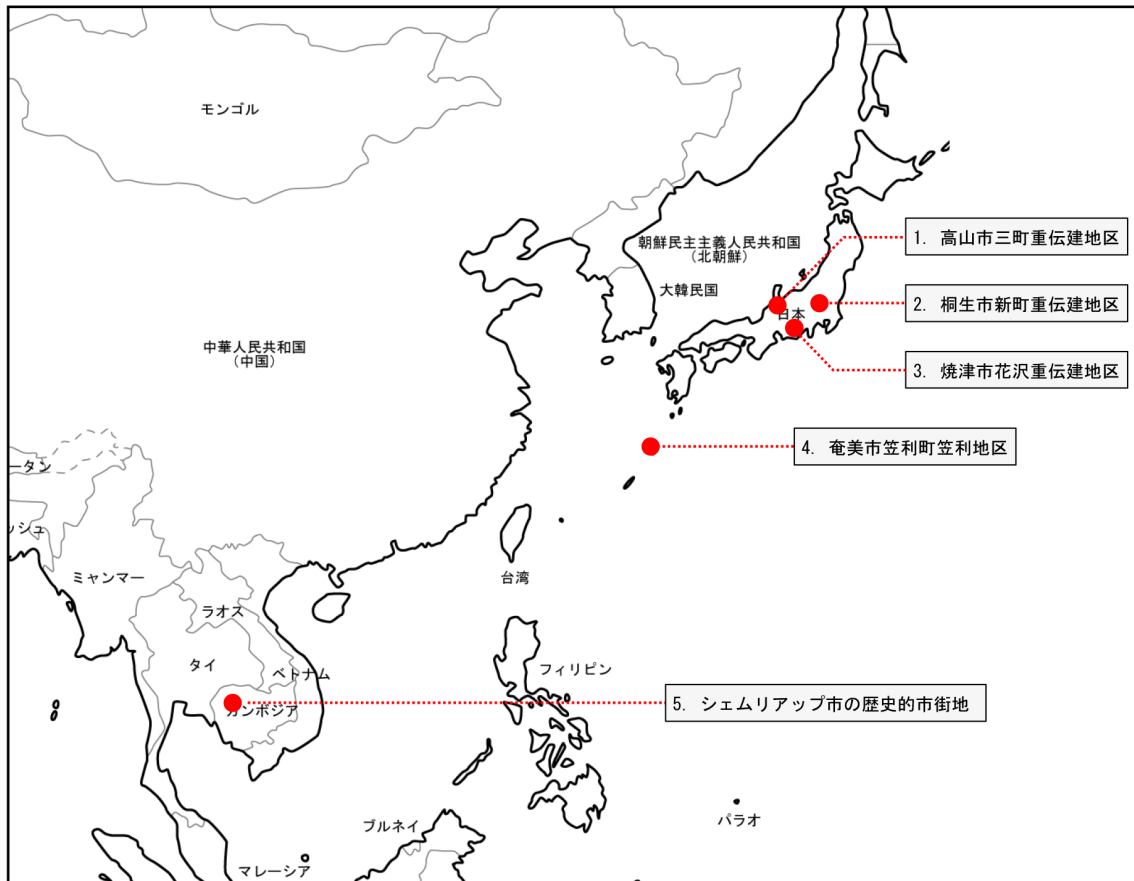 モンゴル
朝鮮民主主義人民共和国
（北朝鮮）
大韓民国
1. 高山市三町重伝建地区
2. 桐生市新町重伝建地区
日本
中華人民共和国
（中国）
3. 焼津市花沢重伝建地区
4. 奄美市笠利町笠利地区
ータン
ッシュ
ミャンマー
台湾
ラオス
タイ
ベトナム
フィリピン
カンボジア
5. シェムリアップ市の歴史的市街地
ブルネイ
パラオ
マレーシア